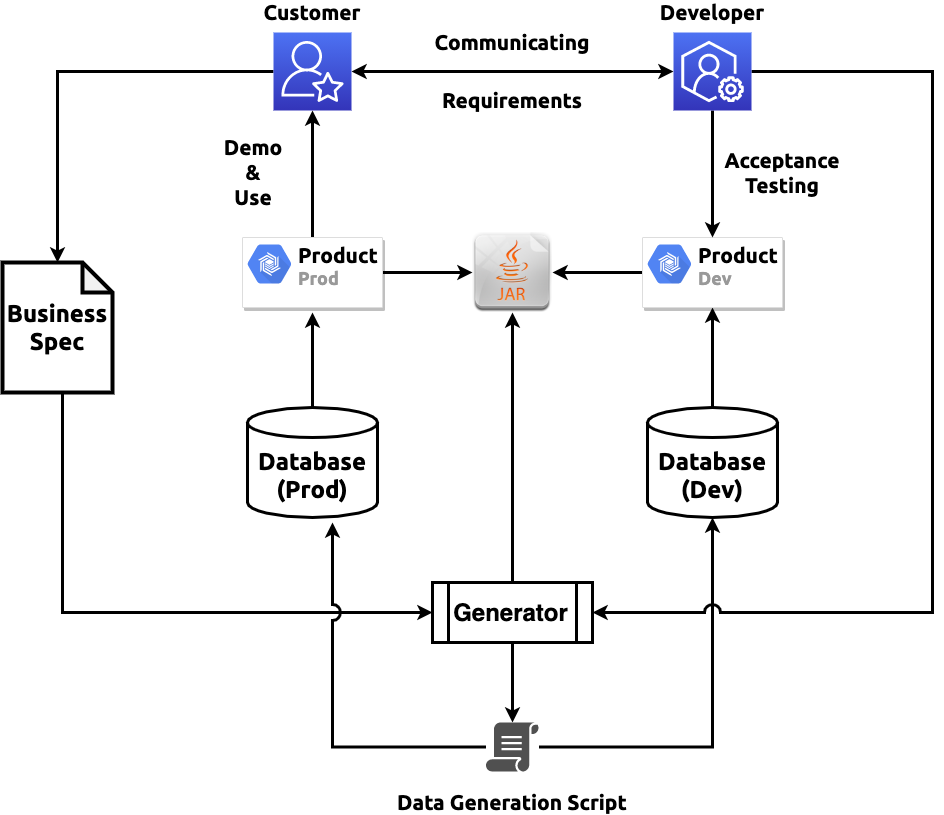 Customer
Developer
Communicating
Requirements
Demo
&
Use
Acceptance
Testing
Product
Prod
JAR
Product
Dev
Business
Spec
Database
(Prod)
Database
(Dev)
Generator
Data Generation Script